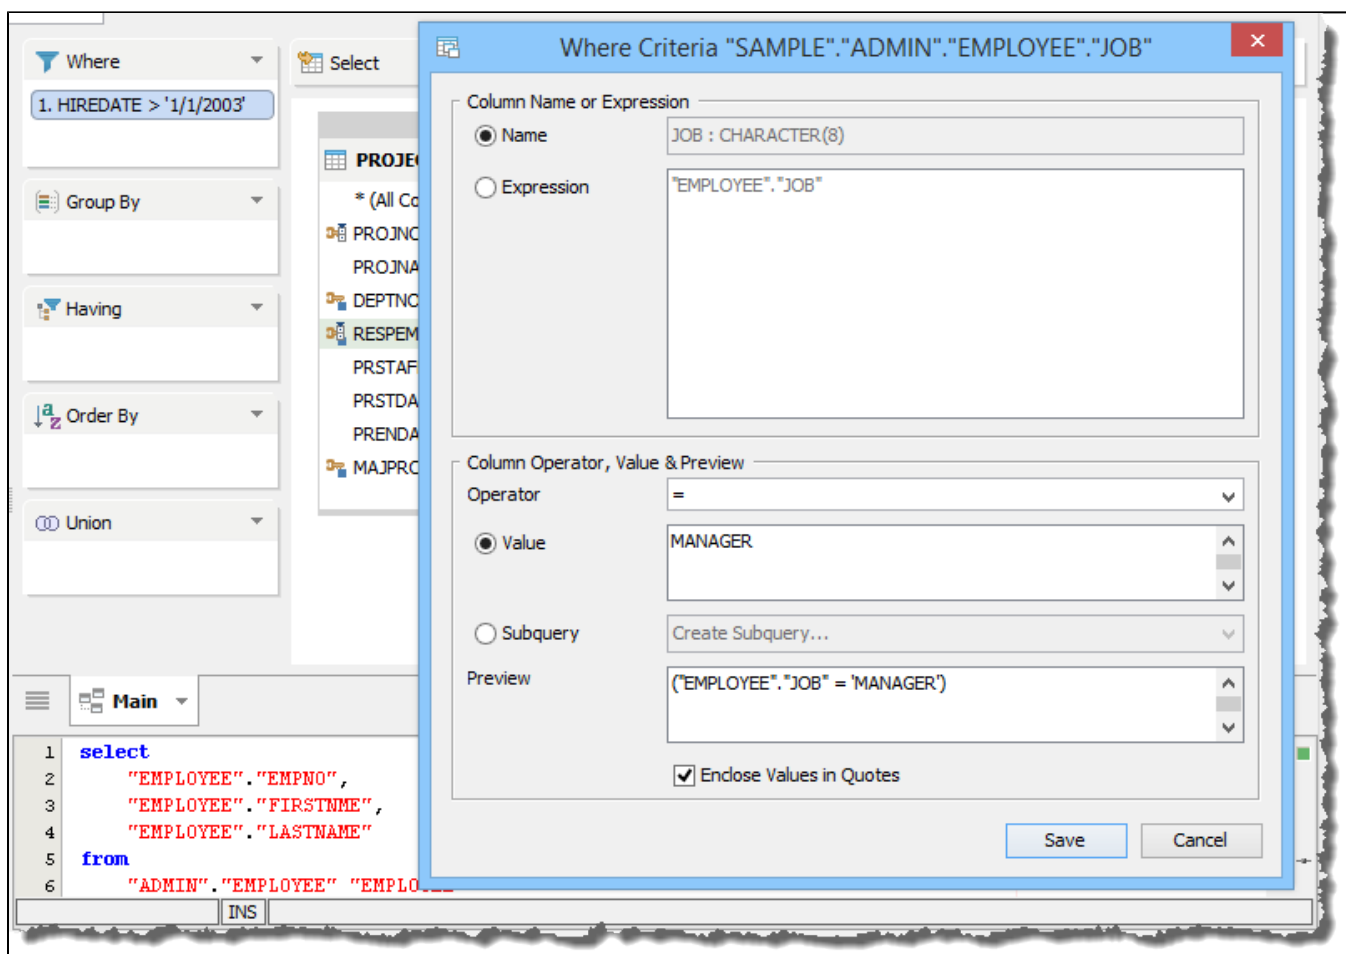 Where Criteria "SAMPLE"."ADMIN"."EMPLOYEE"."JOB"
Where
1. HIREDATE > '1/1/2003'
Group By
Having
Order By
Union
Select
PROJE
* (All Co
PROJNO
PROJNA
DEPTNO
RESPEM
PRSTAF
PRSTDA
PRENDA
MAJPRO
Column Name or Expression
Name
JOB : CHARACTER(8)
Expression
"EMPLOYEE"."JOB"
Column Operator, Value & Preview
Operator
=
Value
MANAGER
Subquery
Create Subquery...
Preview
("EMPLOYEE"."JOB" = 'MANAGER')
Enclose Values in Quotes
Save
Cancel
Main
1 select
2 "EMPLOYEE"."EMPNO",
3 "EMPLOYEE"."FIRSTNME",
4 "EMPLOYEE"."LASTNAME"
5 from
6 "ADMIN"."EMPLOYEE" "EMPLO
INS